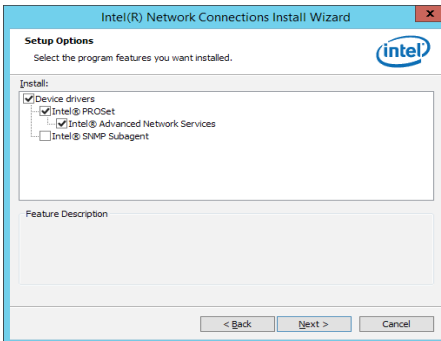 Intel(R) Network Connections Install Wizard
x
Setup Options
Select the program features you want installed.
intel
Install:
Device drivers
Intel® PROSet
Intel® Advanced Network Services
Intel® SNMP Subagent
Feature Description
< Back
Next >
Cancel